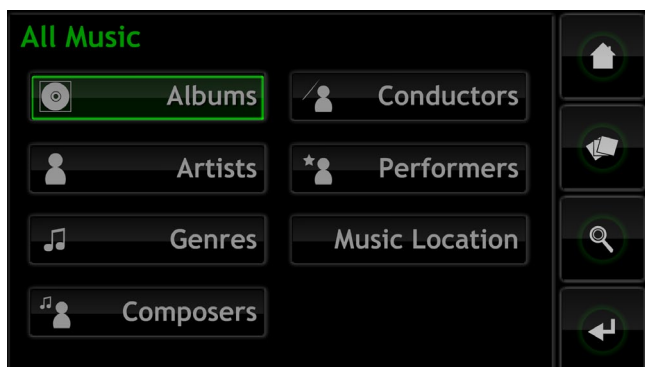 All Music
Albums
Conductors
Artists
Performers
Genres
Music Location
Composers